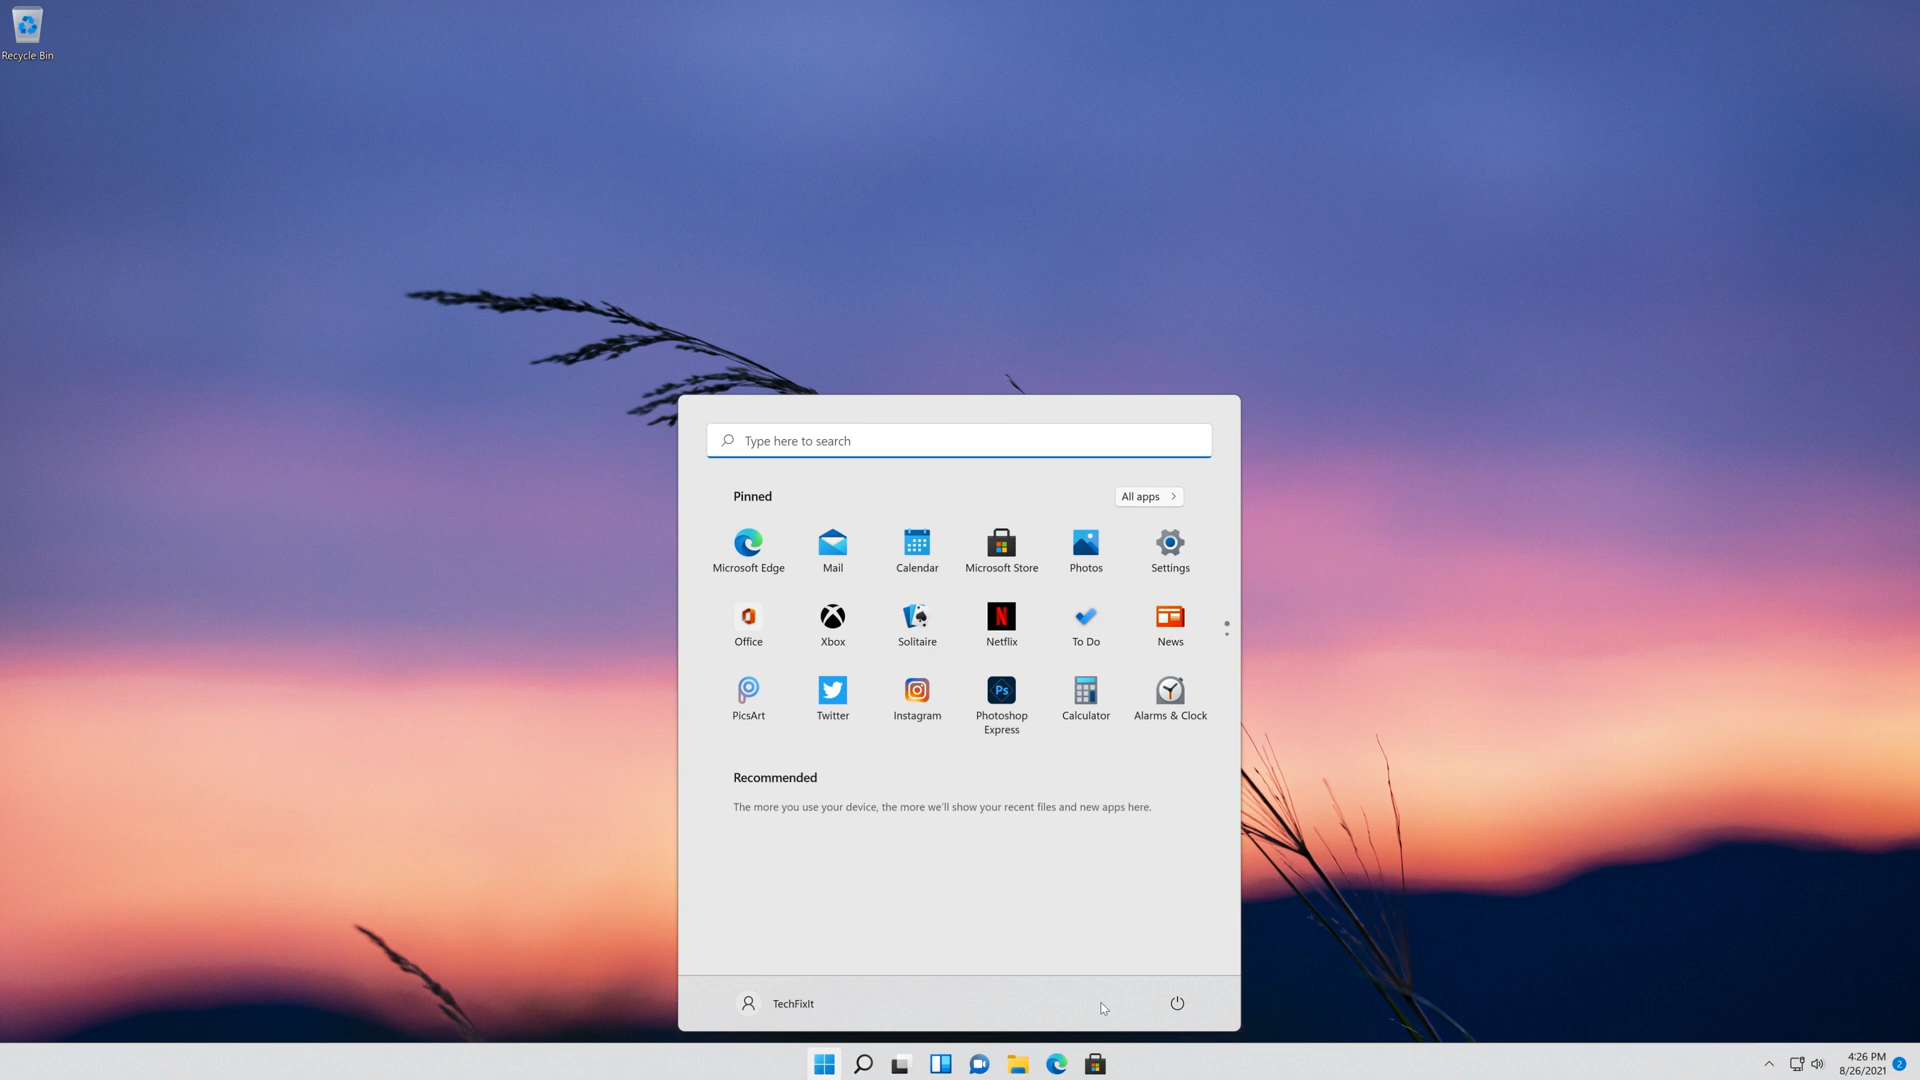 Recycle Bin
Type here to search
Pinned
All apps
Microsoft Edge
Mail
Calendar
Microsoft Store
Photos
Settings
Office
Xbox
Solitaire
Netflix
To Do
News
PicsArt
Twitter
Instagram
Ps
Photoshop
Express
Calculator
Alarms & Clock
Recommended
The more you use your device, the more we'll show your recent files and new apps here.
TechFixIt
4:26 PM
8/26/2021
2